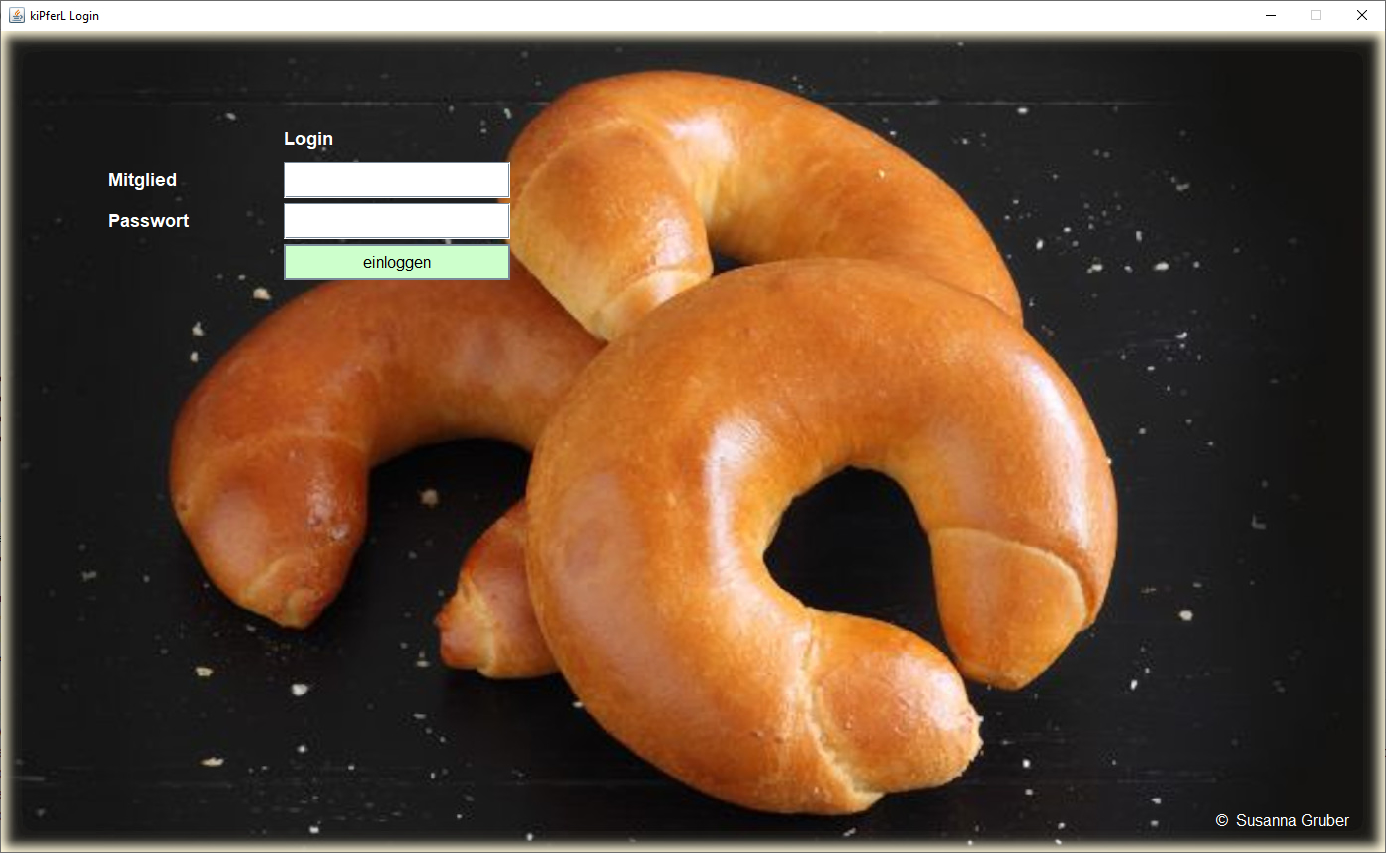 kiPferL Login
Login
Mitglied
Passwort
einloggen
© Susanna Gruber